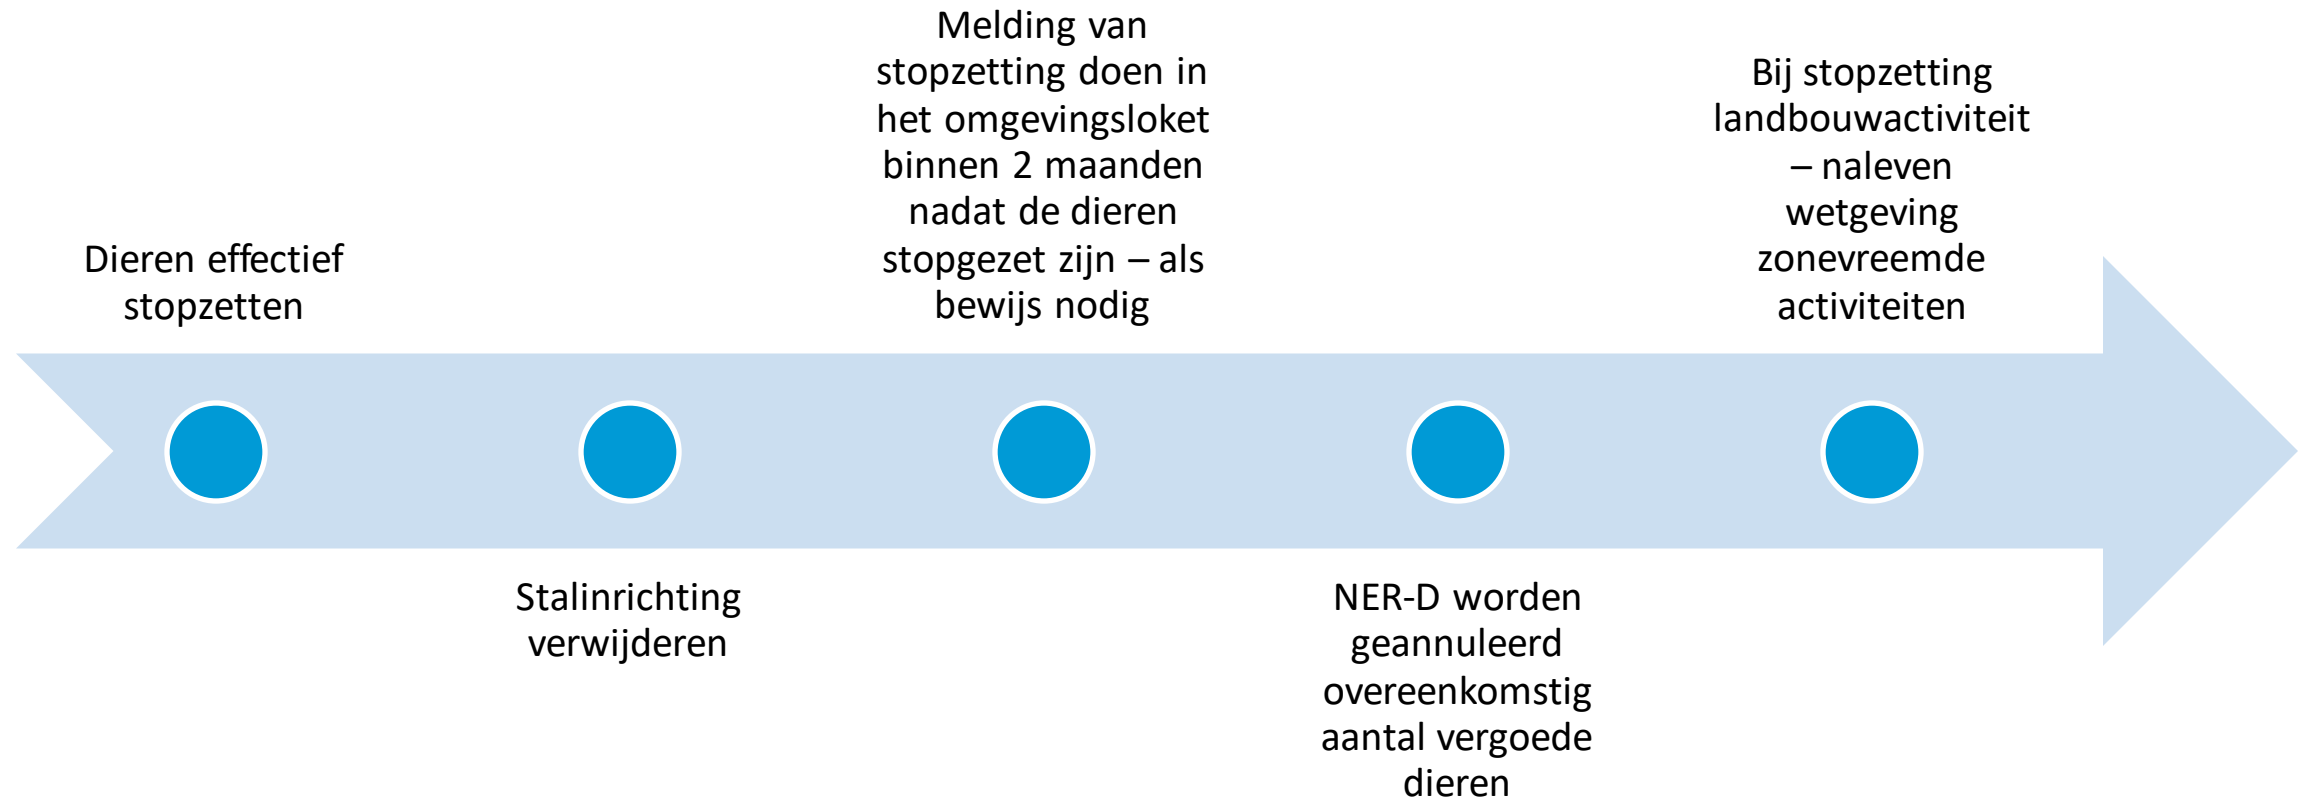 Dieren effectief
stopzetten
Stalinrichting
verwijderen
Melding van
stopzetting doen in
het omgevingsloket
binnen 2 maanden
nadat de dieren
stopgezet zijn – als
bewijs nodig
NER-D worden
geannuleerd
overeenkomstig
aantal vergoede
dieren
Bij stopzetting
landbouwactiviteit
– naleven
wetgeving
zonevreemde
activiteiten